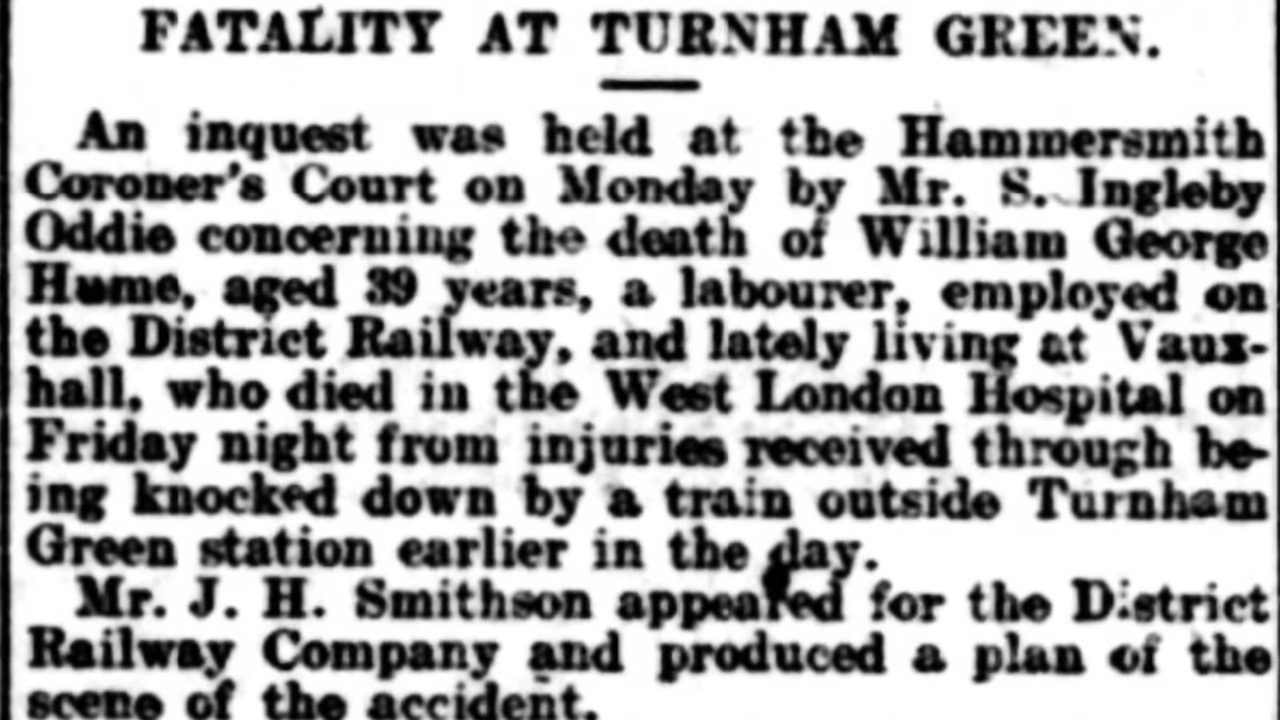 FATALITY AT TURNHAM GREEN.
An inquest was held at the Hammersmith
Coroner's Court on Monday by Mr. S. Ingleby
Oddie concerning the death of William George
Hume, aged 39 years, a labourer, employed on
the District Railway, and lately living at Vaux-
hall, who died in the West London Hospital on
Friday night from injuries received through be-
ing knocked down by a train outside Turnham
Green station earlier in the day.
Mr. J. H. Smithson appeared for the District
Railway Company and produced a plan of the
scene of the accident.